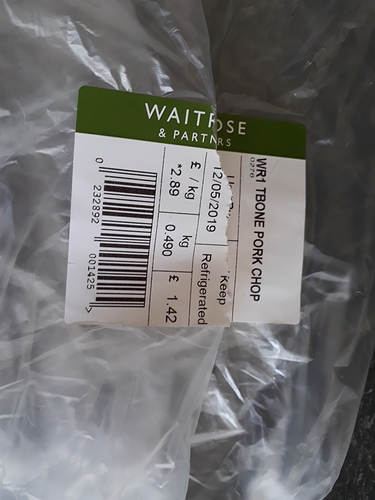 WAITROSE
& PARTNERS
WR1 TBONE PORK CHOP
0276
Keep
12/05/2019 Refrigerated
£ / kg kg £
*2.89 0.490 1.42
0 232892 001425 >